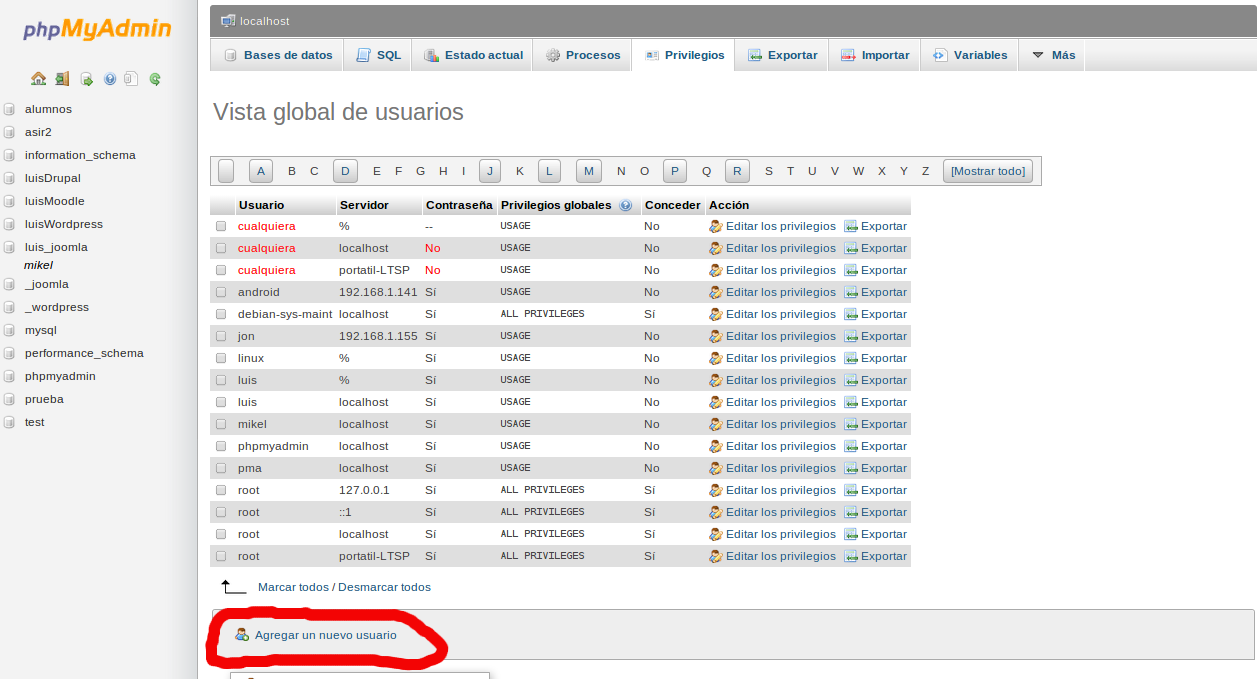 phpMyAdmin
alumnos
asir2
information_schema
luisDrupal
luisMoodle
luisWordpress
luis_joomla
mikel
_joomla
_wordpress
mysql
performance_schema
phpmyadmin
prueba
test
localhost
Bases de datos SQL Estado actual Procesos Privilegios Exportar Importar Variables Más
Vista global de usuarios
A B C D E F G H I J K L M N O P Q R S T U V W X Y Z [Mostrar todo]
Usuario Servidor Contraseña Privilegios globales Conceder Acción
cualquiera % -- USAGE No Editar los privilegios Exportar
cualquiera localhost No USAGE No Editar los privilegios Exportar
cualquiera portatil-LTSP No USAGE No Editar los privilegios Exportar
android 192.168.1.141 Sí USAGE No Editar los privilegios Exportar
debian-sys-maint localhost Sí ALL PRIVILEGES Sí Editar los privilegios Exportar
jon 192.168.1.155 Sí USAGE No Editar los privilegios Exportar
linux % Sí USAGE No Editar los privilegios Exportar
luis % Sí USAGE No Editar los privilegios Exportar
luis localhost Sí USAGE No Editar los privilegios Exportar
mikel localhost Sí USAGE No Editar los privilegios Exportar
phpmyadmin localhost Sí USAGE No Editar los privilegios Exportar
pma localhost Sí USAGE No Editar los privilegios Exportar
root 127.0.0.1 Sí ALL PRIVILEGES Sí Editar los privilegios Exportar
root ::1 Sí ALL PRIVILEGES Sí Editar los privilegios Exportar
root localhost Sí ALL PRIVILEGES Sí Editar los privilegios Exportar
root portatil-LTSP Sí ALL PRIVILEGES Sí Editar los privilegios Exportar
Marcar todos / Desmarcar todos
Agregar un nuevo usuario